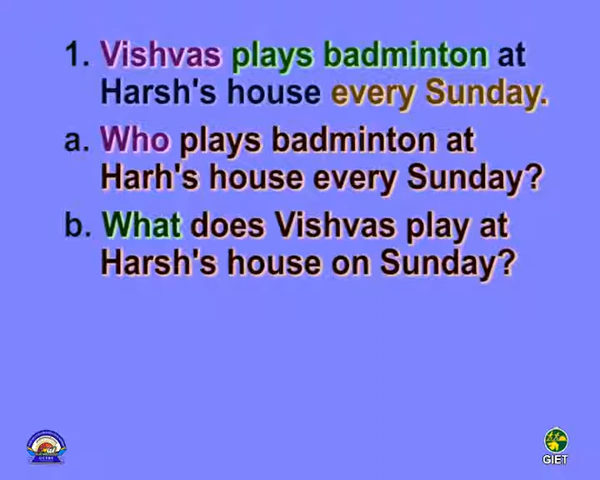 1. Vishvas plays badminton at
Harsh's house every Sunday.
a. Who plays badminton at
Harh's house every Sunday?
b. What does Vishvas play at
Harsh's house on Sunday?
GIET